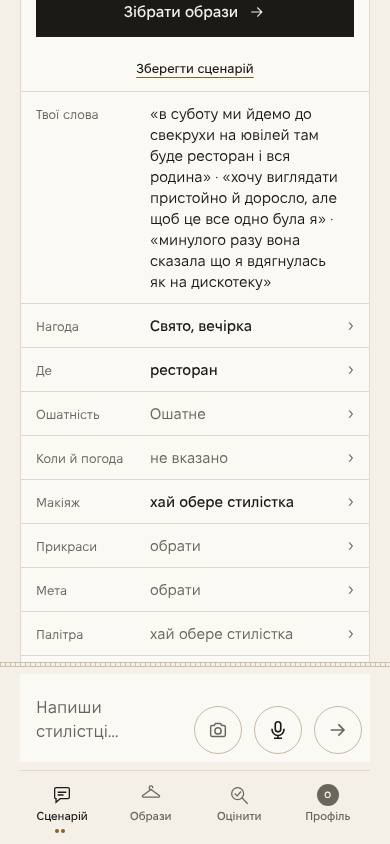 Зібрати образи →
Зберегти сценарій
Твої слова
«в суботу ми йдемо до
свекрухи на ювілей там
буде ресторан і вся
родина» · «хочу виглядати
пристойно й доросло, але
щоб це все одно була я» ·
«минулого разу вона
сказала що я вдягнулась
як на дискотеку»
Нагода Свято, вечірка
Де ресторан
Ошатність Ошатне
Коли й погода не вказано
Макіяж хай обере стилістка
Прикраси обрати
Мета обрати
Палітра хай обере стилістка
Напиши
стилістці...
Сценарій Образи Оцінити Профіль